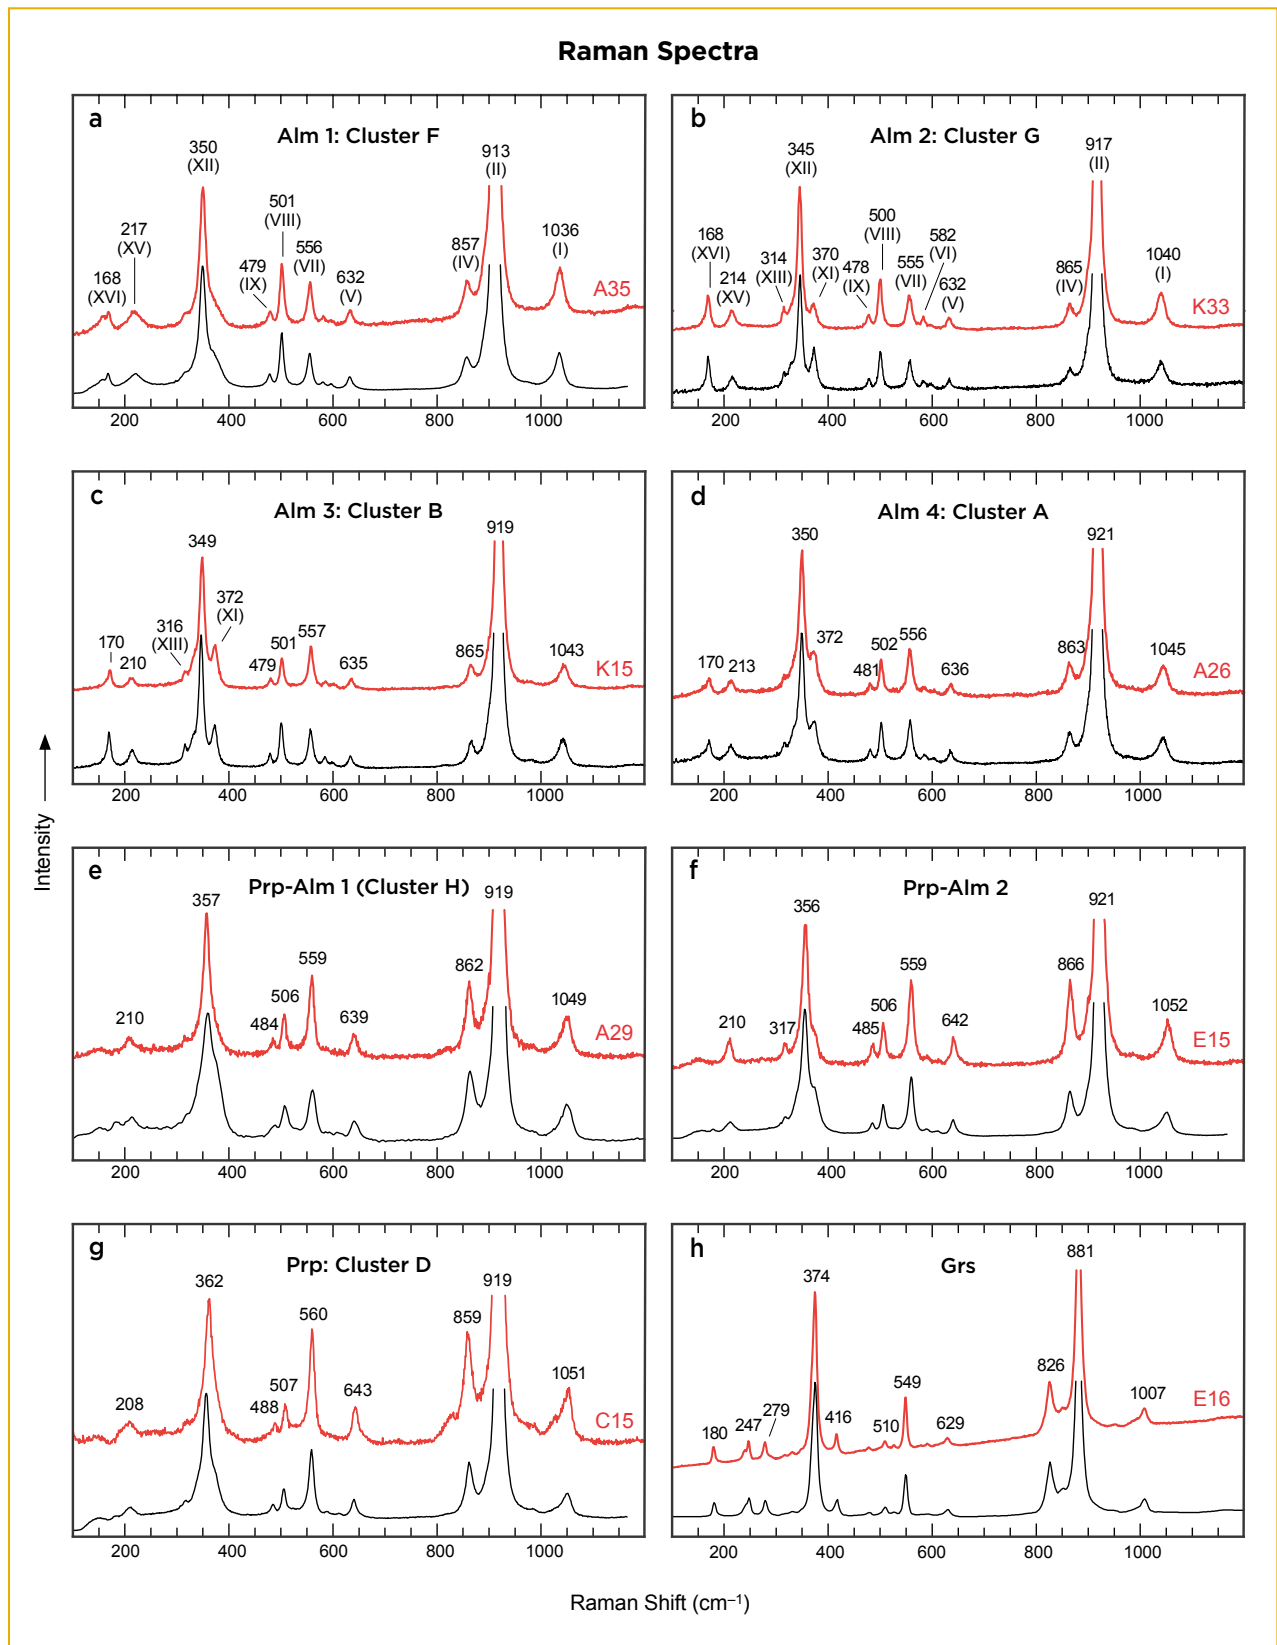 Raman Spectra
a
Alm 1: Cluster F
168
(XVI)
217
(XV)
350
(XII)
479
(IX)
501
(VIII)
556
(VII)
632
(V)
857
(IV)
913
(II)
1036
(I)
A35
200 400 600 800 1000
b
Alm 2: Cluster G
168
(XVI)
214
(XV)
314
(XIII)
345
(XII)
370
(XI)
478
(IX)
500
(VIII)
555
(VII)
582
(VI)
632
(V)
865
(IV)
917
(II)
1040
(I)
K33
200 400 600 800 1000
c
Alm 3: Cluster B
170
210
316
(XIII)
349
372
(XI)
479
501
557
635
865
919
1043
K15
200 400 600 800 1000
d
Alm 4: Cluster A
170
213
350
372
481
502
556
636
863
921
1045
A26
200 400 600 800 1000
e
Prp-Alm 1 (Cluster H)
210
357
484
506
559
639
862
919
1049
A29
200 400 600 800 1000
f
Prp-Alm 2
210
317
356
485
506
559
642
866
921
1052
E15
200 400 600 800 1000
g
Prp: Cluster D
208
362
488
507
560
643
859
919
1051
C15
200 400 600 800 1000
h
Grs
180
247
279
374
416
510
549
629
826
881
1007
E16
200 400 600 800 1000
Intensity
Raman Shift (cm⁻¹)